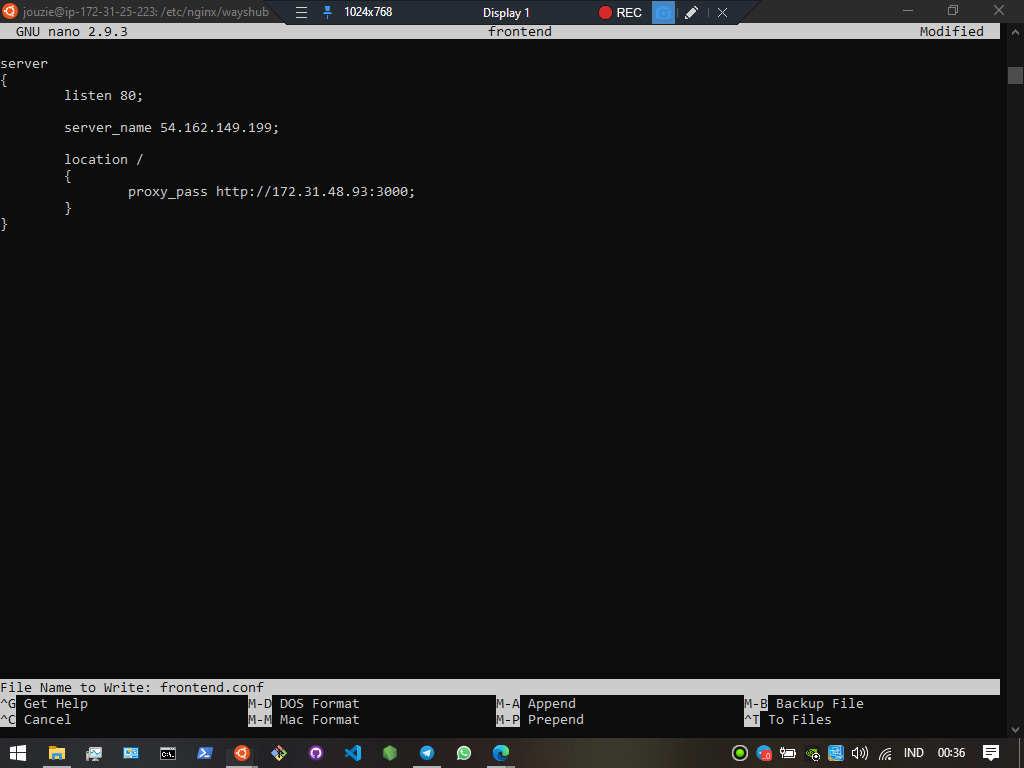 jouzie@ip-172-31-25-223: /etc/nginx/wayshub
1024x768
Display 1
REC
GNU nano 2.9.3 frontend Modified
server
{
listen 80;
server_name 54.162.149.199;
location /
{
proxy_pass http://172.31.48.93:3000;
}
}
File Name to Write: frontend.conf
^G Get Help M-D DOS Format M-A Append M-B Backup File
^C Cancel M-M Mac Format M-P Prepend ^T To Files
IND 00:36